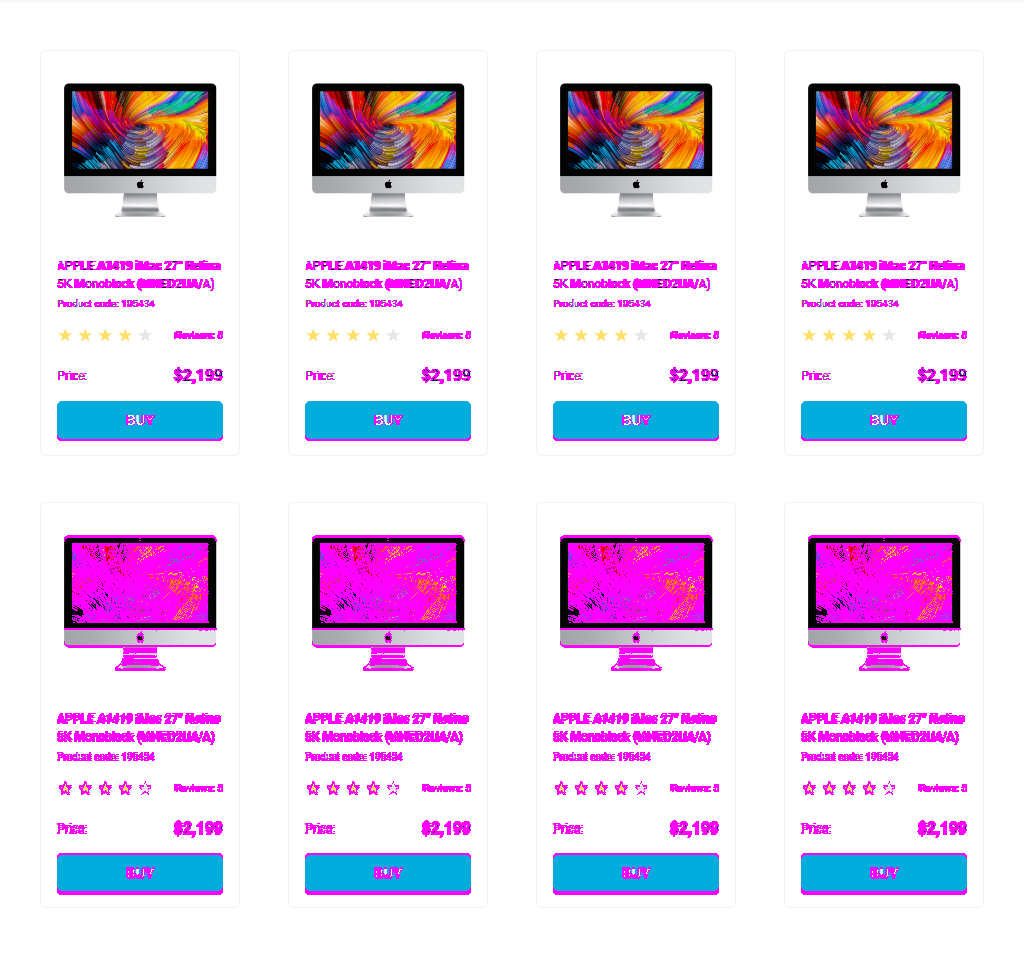 APPLE A1419 iMac 27" Retina
APPLE A1419 iMac 27" Retina
APPLE A1419 iMac 27" Retina
APPLE A1419 iMac 27" Retina
5K Monoblock (MNED2UA/A)
5K Monoblock (MNED2UA/A)
5K Monoblock (MNED2UA/A)
5K Monoblock (MNED2UA/A)
Product code: 195434
Product code: 195434
Product code: 195434
Product code: 195434
Reviews: 5
Reviews: 5
Reviews: 5
Reviews: 5
Price: $2,199
Price: $2,199
Price: $2,199
Price: $2,199
BUY
BUY
BUY
BUY
APPLE A1419 iMac 27" Retina
APPLE A1419 iMac 27" Retina
APPLE A1419 iMac 27" Retina
APPLE A1419 iMac 27" Retina
5K Monoblock (MNED2UA/A)
5K Monoblock (MNED2UA/A)
5K Monoblock (MNED2UA/A)
5K Monoblock (MNED2UA/A)
Product code: 195434
Product code: 195434
Product code: 195434
Product code: 195434
Reviews: 5
Reviews: 5
Reviews: 5
Reviews: 5
Price: $2,199
Price: $2,199
Price: $2,199
Price: $2,199
BUY
BUY
BUY
BUY